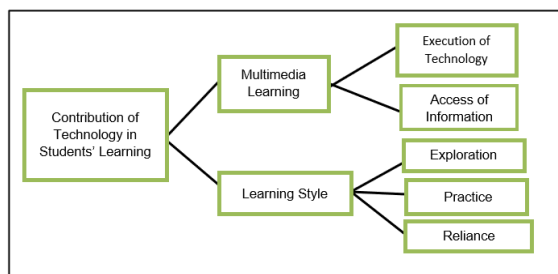 Contribution of
Technology in
Students' Learning
Multimedia
Learning
Execution of
Technology
Access of
Information
Learning Style
Exploration
Practice
Reliance